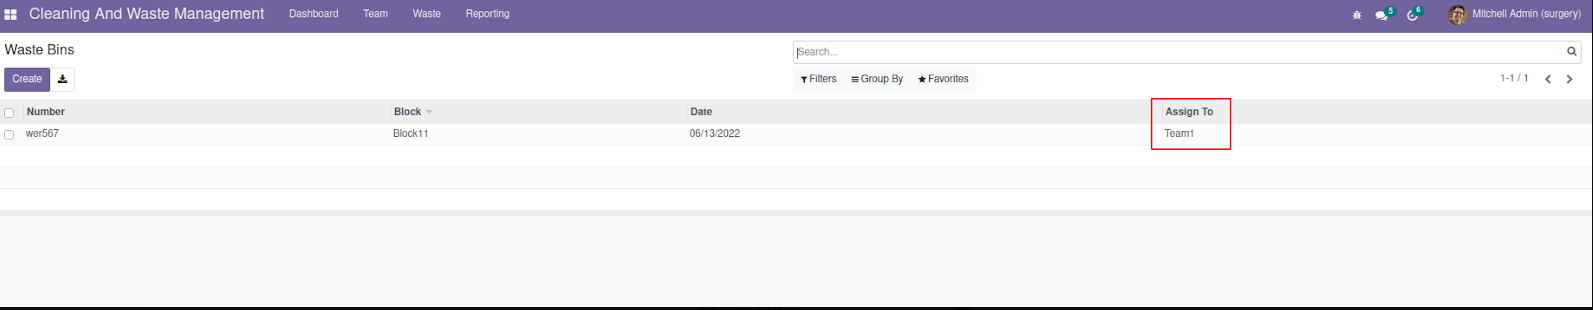 Cleaning And Waste Management Dashboard Team Waste Reporting 5 6 Mitchell Admin (surgery)
Waste Bins Search...
Create Filters Group By Favorites 1-1 / 1
Number Block Date Assign To
wer567 Block11 06/13/2022 Team1